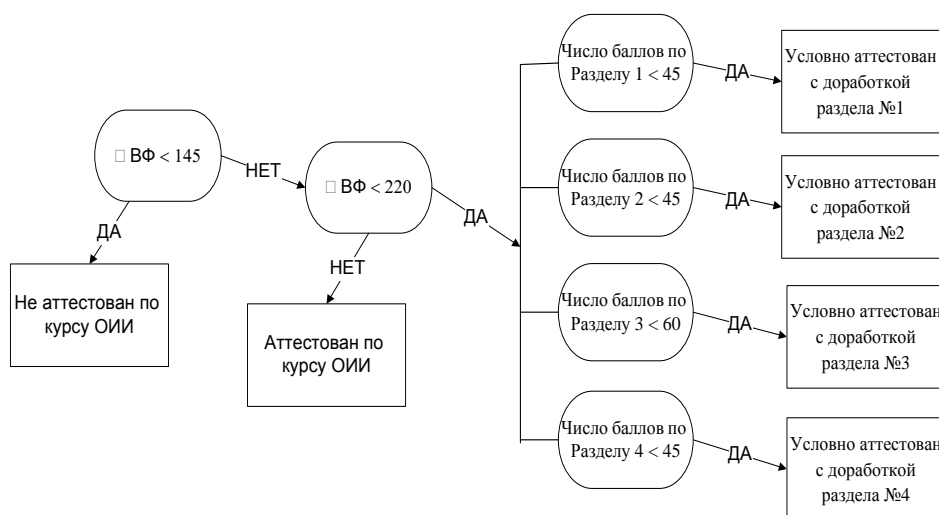 □ ВФ < 145
НЕТ
ДА
Не аттестован по
курсу ОИИ
□ ВФ < 220
ДА
НЕТ
Аттестован по
курсу ОИИ
Число баллов по
Разделу 1 < 45
ДА
Условно аттестован
с доработкой
раздела №1
Число баллов по
Разделу 2 < 45
ДА
Условно аттестован
с доработкой
раздела №2
Число баллов по
Разделу 3 < 60
ДА
Условно аттестован
с доработкой
раздела №3
Число баллов по
Разделу 4 < 45
ДА
Условно аттестован
с доработкой
раздела №4